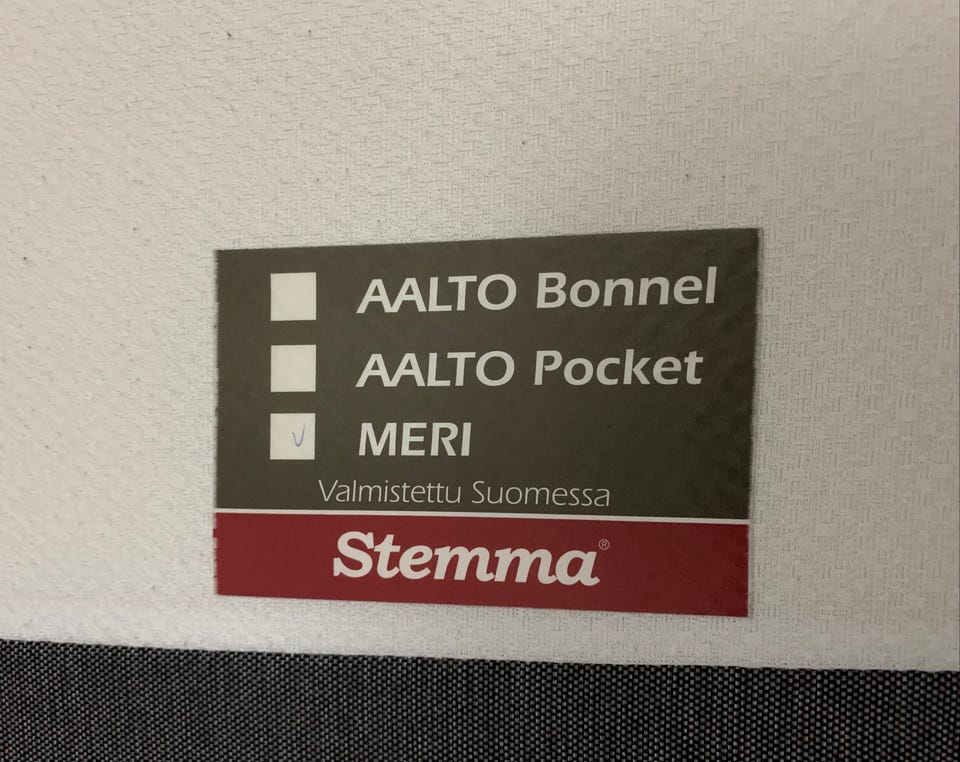 AALTO Bonnel
AALTO Pocket
MERI
Valmistettu Suomessa
Stemma®